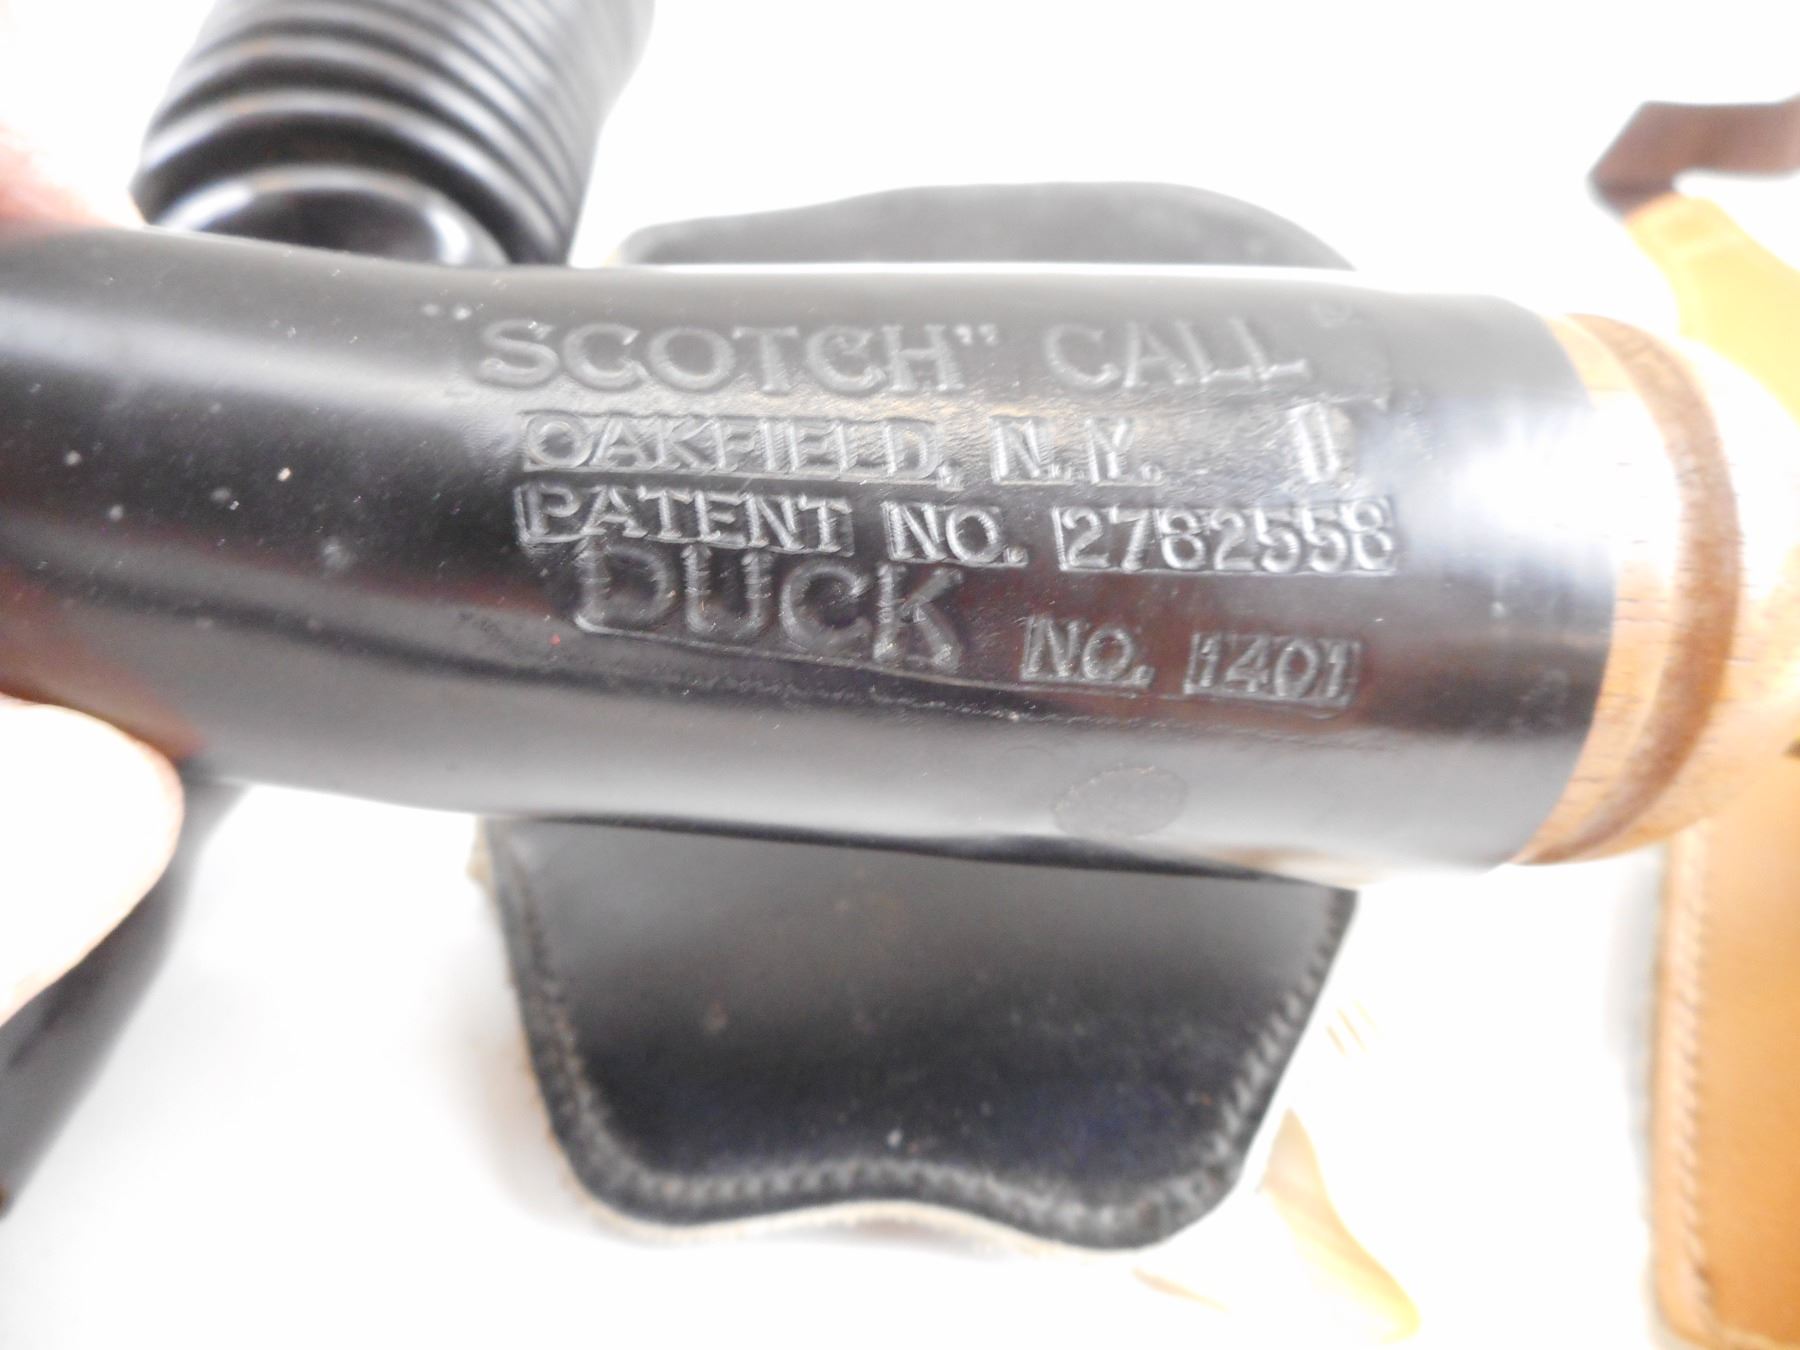 "SCOTCH" CALL
OAKFIELD, N.Y.
PATENT NO. 2782558
DUCK NO. 1401